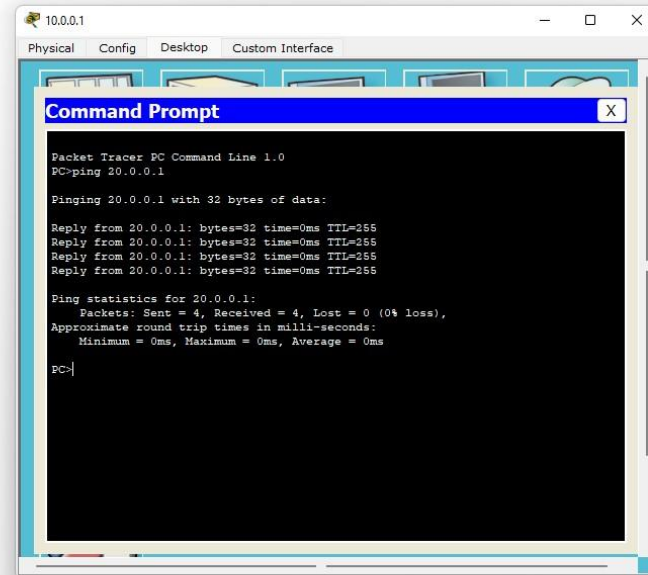 10.0.0.1
Physical Config Desktop Custom Interface
Command Prompt X
Packet Tracer PC Command Line 1.0
PC>ping 20.0.0.1
Pinging 20.0.0.1 with 32 bytes of data:
Reply from 20.0.0.1: bytes=32 time=0ms TTL=255
Reply from 20.0.0.1: bytes=32 time=0ms TTL=255
Reply from 20.0.0.1: bytes=32 time=0ms TTL=255
Reply from 20.0.0.1: bytes=32 time=0ms TTL=255
Ping statistics for 20.0.0.1:
Packets: Sent = 4, Received = 4, Lost = 0 (0% loss),
Approximate round trip times in milli-seconds:
Minimum = 0ms, Maximum = 0ms, Average = 0ms
PC>